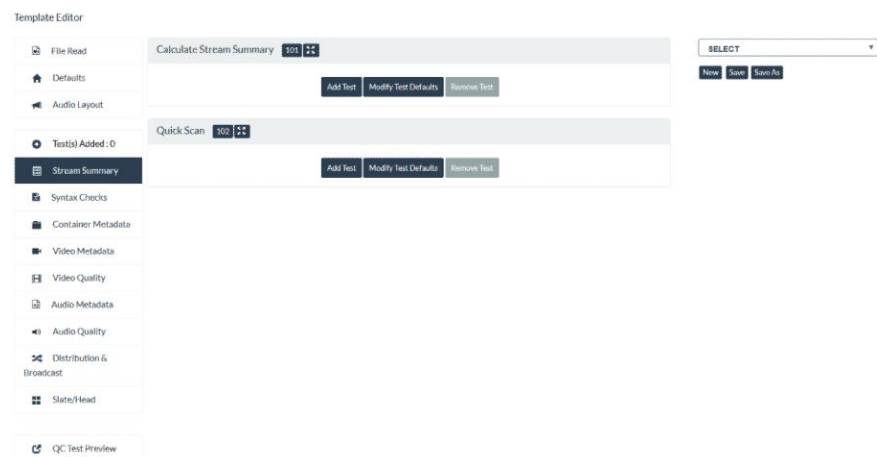 Template Editor
File Read
Defaults
Audio Layout
Test(s) Added : 0
Stream Summary
Syntax Checks
Container Metadata
Video Metadata
Video Quality
Audio Metadata
Audio Quality
Distribution &
Broadcast
Slate/Head
QC Test Preview
Calculate Stream Summary 101
Add Test Modify Test Defaults Remove Test
Quick Scan 102
Add Test Modify Test Defaults Remove Test
SELECT
New Save Save As